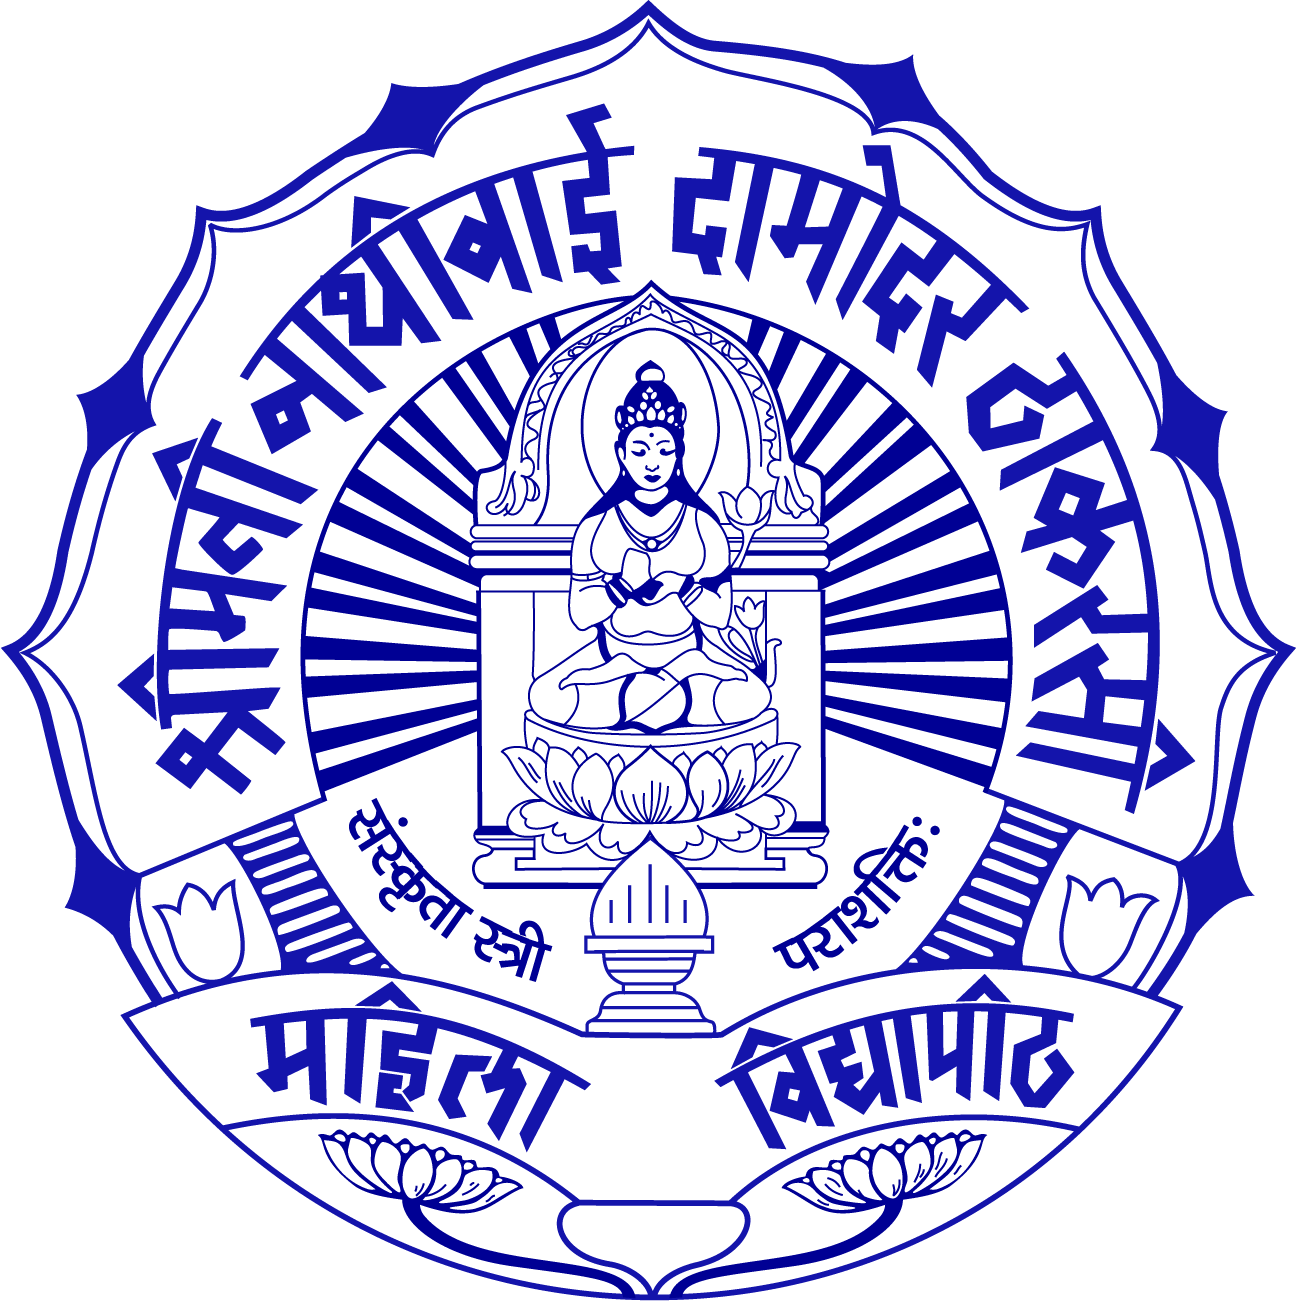 श्रीमती नाथीबाई दामोदर ठाकरसी
संस्कृता स्त्री पराशक्तिः
महिला विद्यापीठ